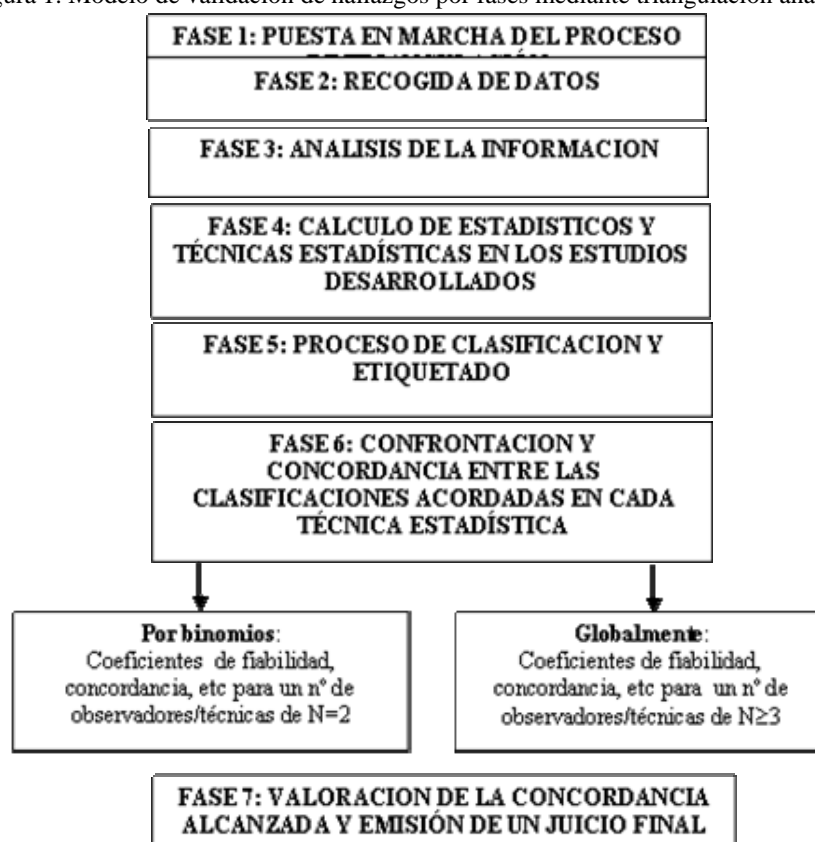 Figura 1: Modelo de validación de hallazgos por fases mediante triangulación
FASE 1: PUESTA EN MARCHA DEL PROCESO
FASE 2: RECOGIDA DE DATOS
FASE 3: ANALISIS DE LA INFORMACION
FASE 4: CALCULO DE ESTADISTICOS Y
TÉCNICAS ESTADÍSTICAS EN LOS ESTUDIOS
DESARROLLADOS
FASE 5: PROCESO DE CLASIFICACION Y
ETIQUETADO
FASE 6: CONFRONTACION Y
CONCORDANCIA ENTRE LAS
CLASIFICACIONES ACORDADAS EN CADA
TÉCNICA ESTADÍSTICA
Por binomios:
Coeficientes de fiabilidad,
concordancia, etc para un nº de
observadores/técnicas de N=2
Globalmente:
Coeficientes de fiabilidad,
concordancia, etc para un nº de
observadores/técnicas de N≥3
FASE 7: VALORACION DE LA CONCORDANCIA
ALCANZADA Y EMISIÓN DE UN JUICIO FINAL